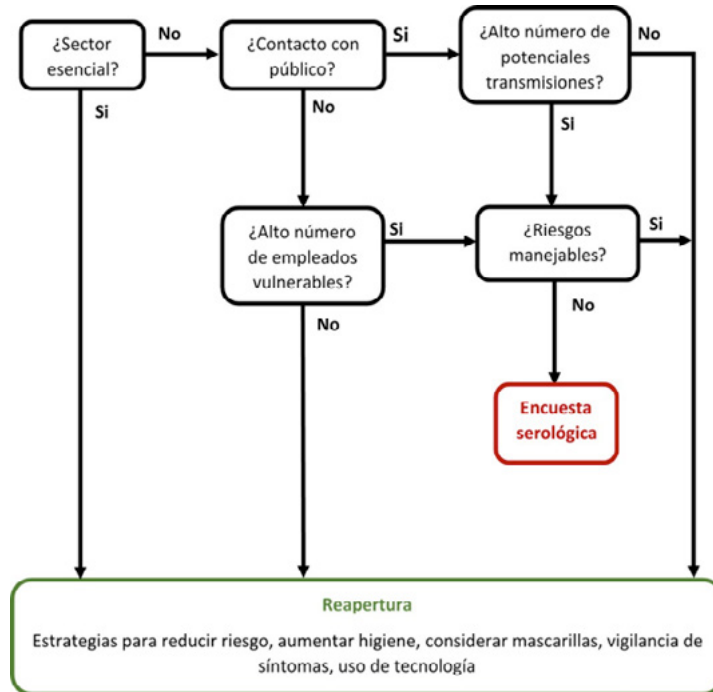 ¿Sector
esencial?
No
¿Contacto con
público?
Si
¿Alto número de
potenciales
transmisiones?
No
Si
No
Si
¿Alto número
de empleados
vulnerables?
Si
¿Riesgos
manejables?
Si
No
No
Encuesta
serológica
Reapertura
Estrategias para reducir riesgo, aumentar higiene, considerar mascarillas, vigilancia de
síntomas, uso de tecnología